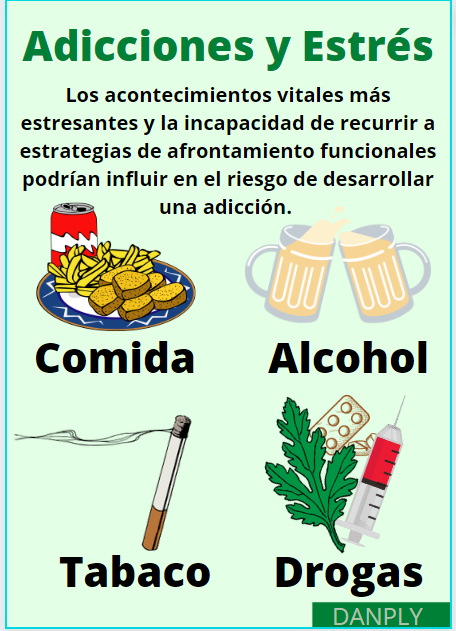 Adicciones y Estrés
Los acontecimientos vitales más
estresantes y la incapacidad de recurrir a
estrategias de afrontamiento funcionales
podrían influir en el riesgo de desarrollar
una adicción.
Comida
Alcohol
Tabaco
Drogas
DANPLY